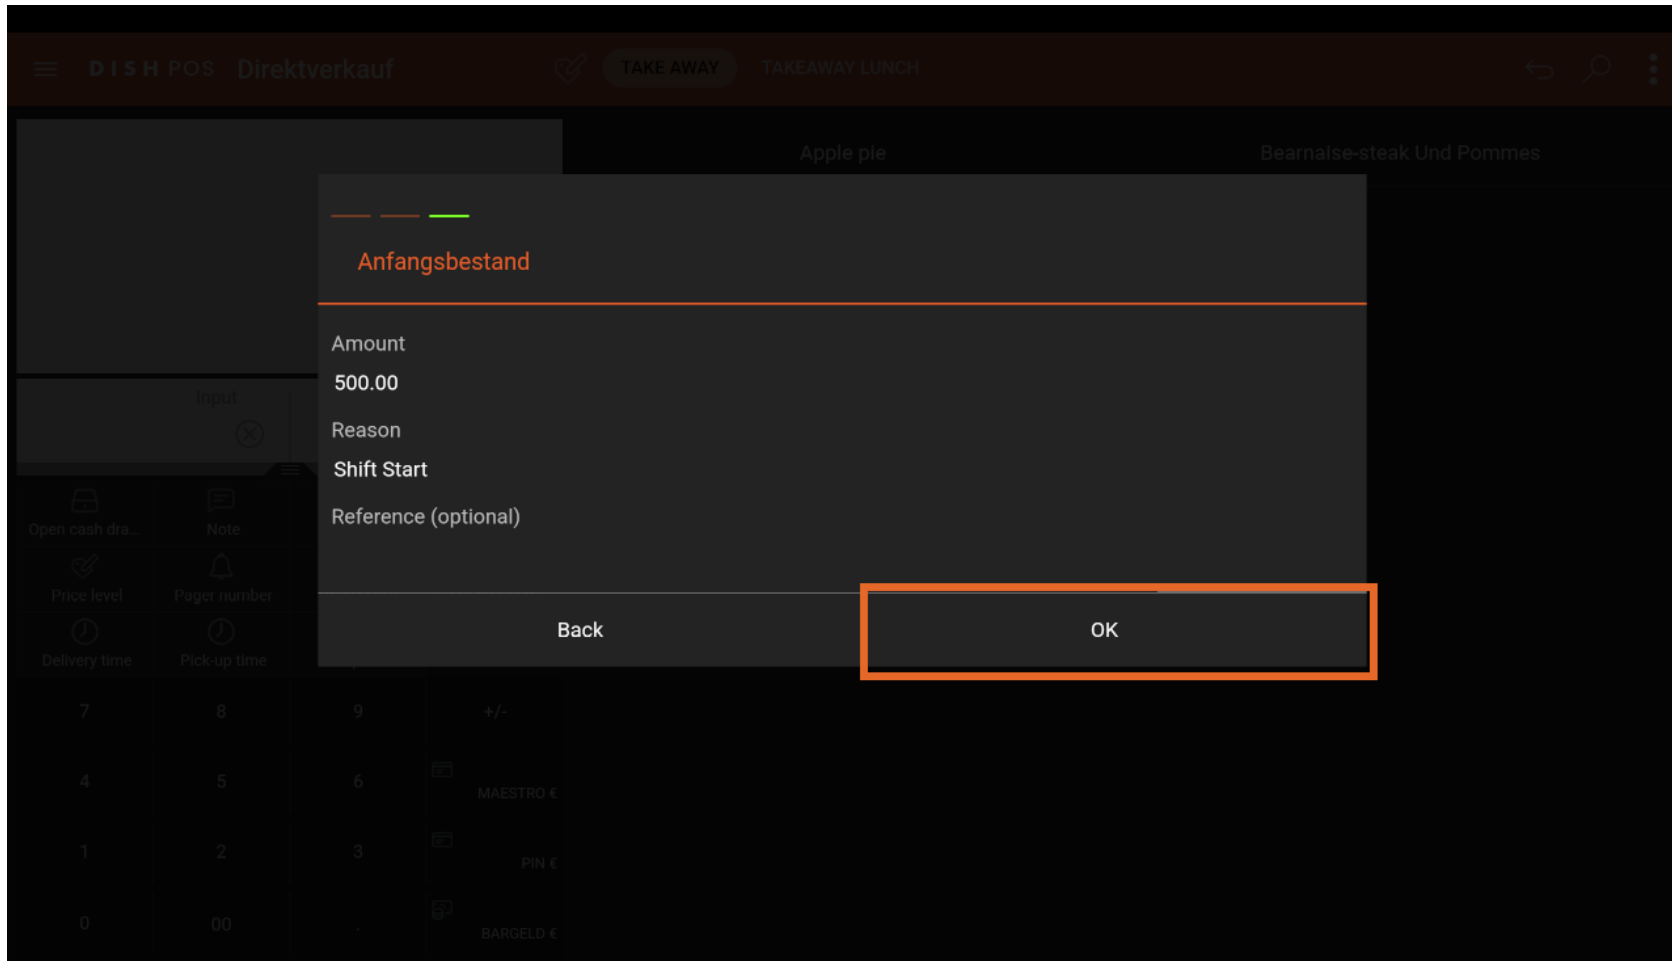 DISH POS Direktverkauf TAKE AWAY TAKEAWAY LUNCH
Apple pie Bearnaise-steak Und Pommes
Anfangsbestand
Amount
500.00
Reason
Shift Start
Reference (optional)
Back OK
Input
Open cash dra... Note
Price level Pager number
Delivery time Pick-up time
7 8 9 +/-
4 5 6 MAESTRO €
1 2 3 PIN €
0 00 . BARGELD €